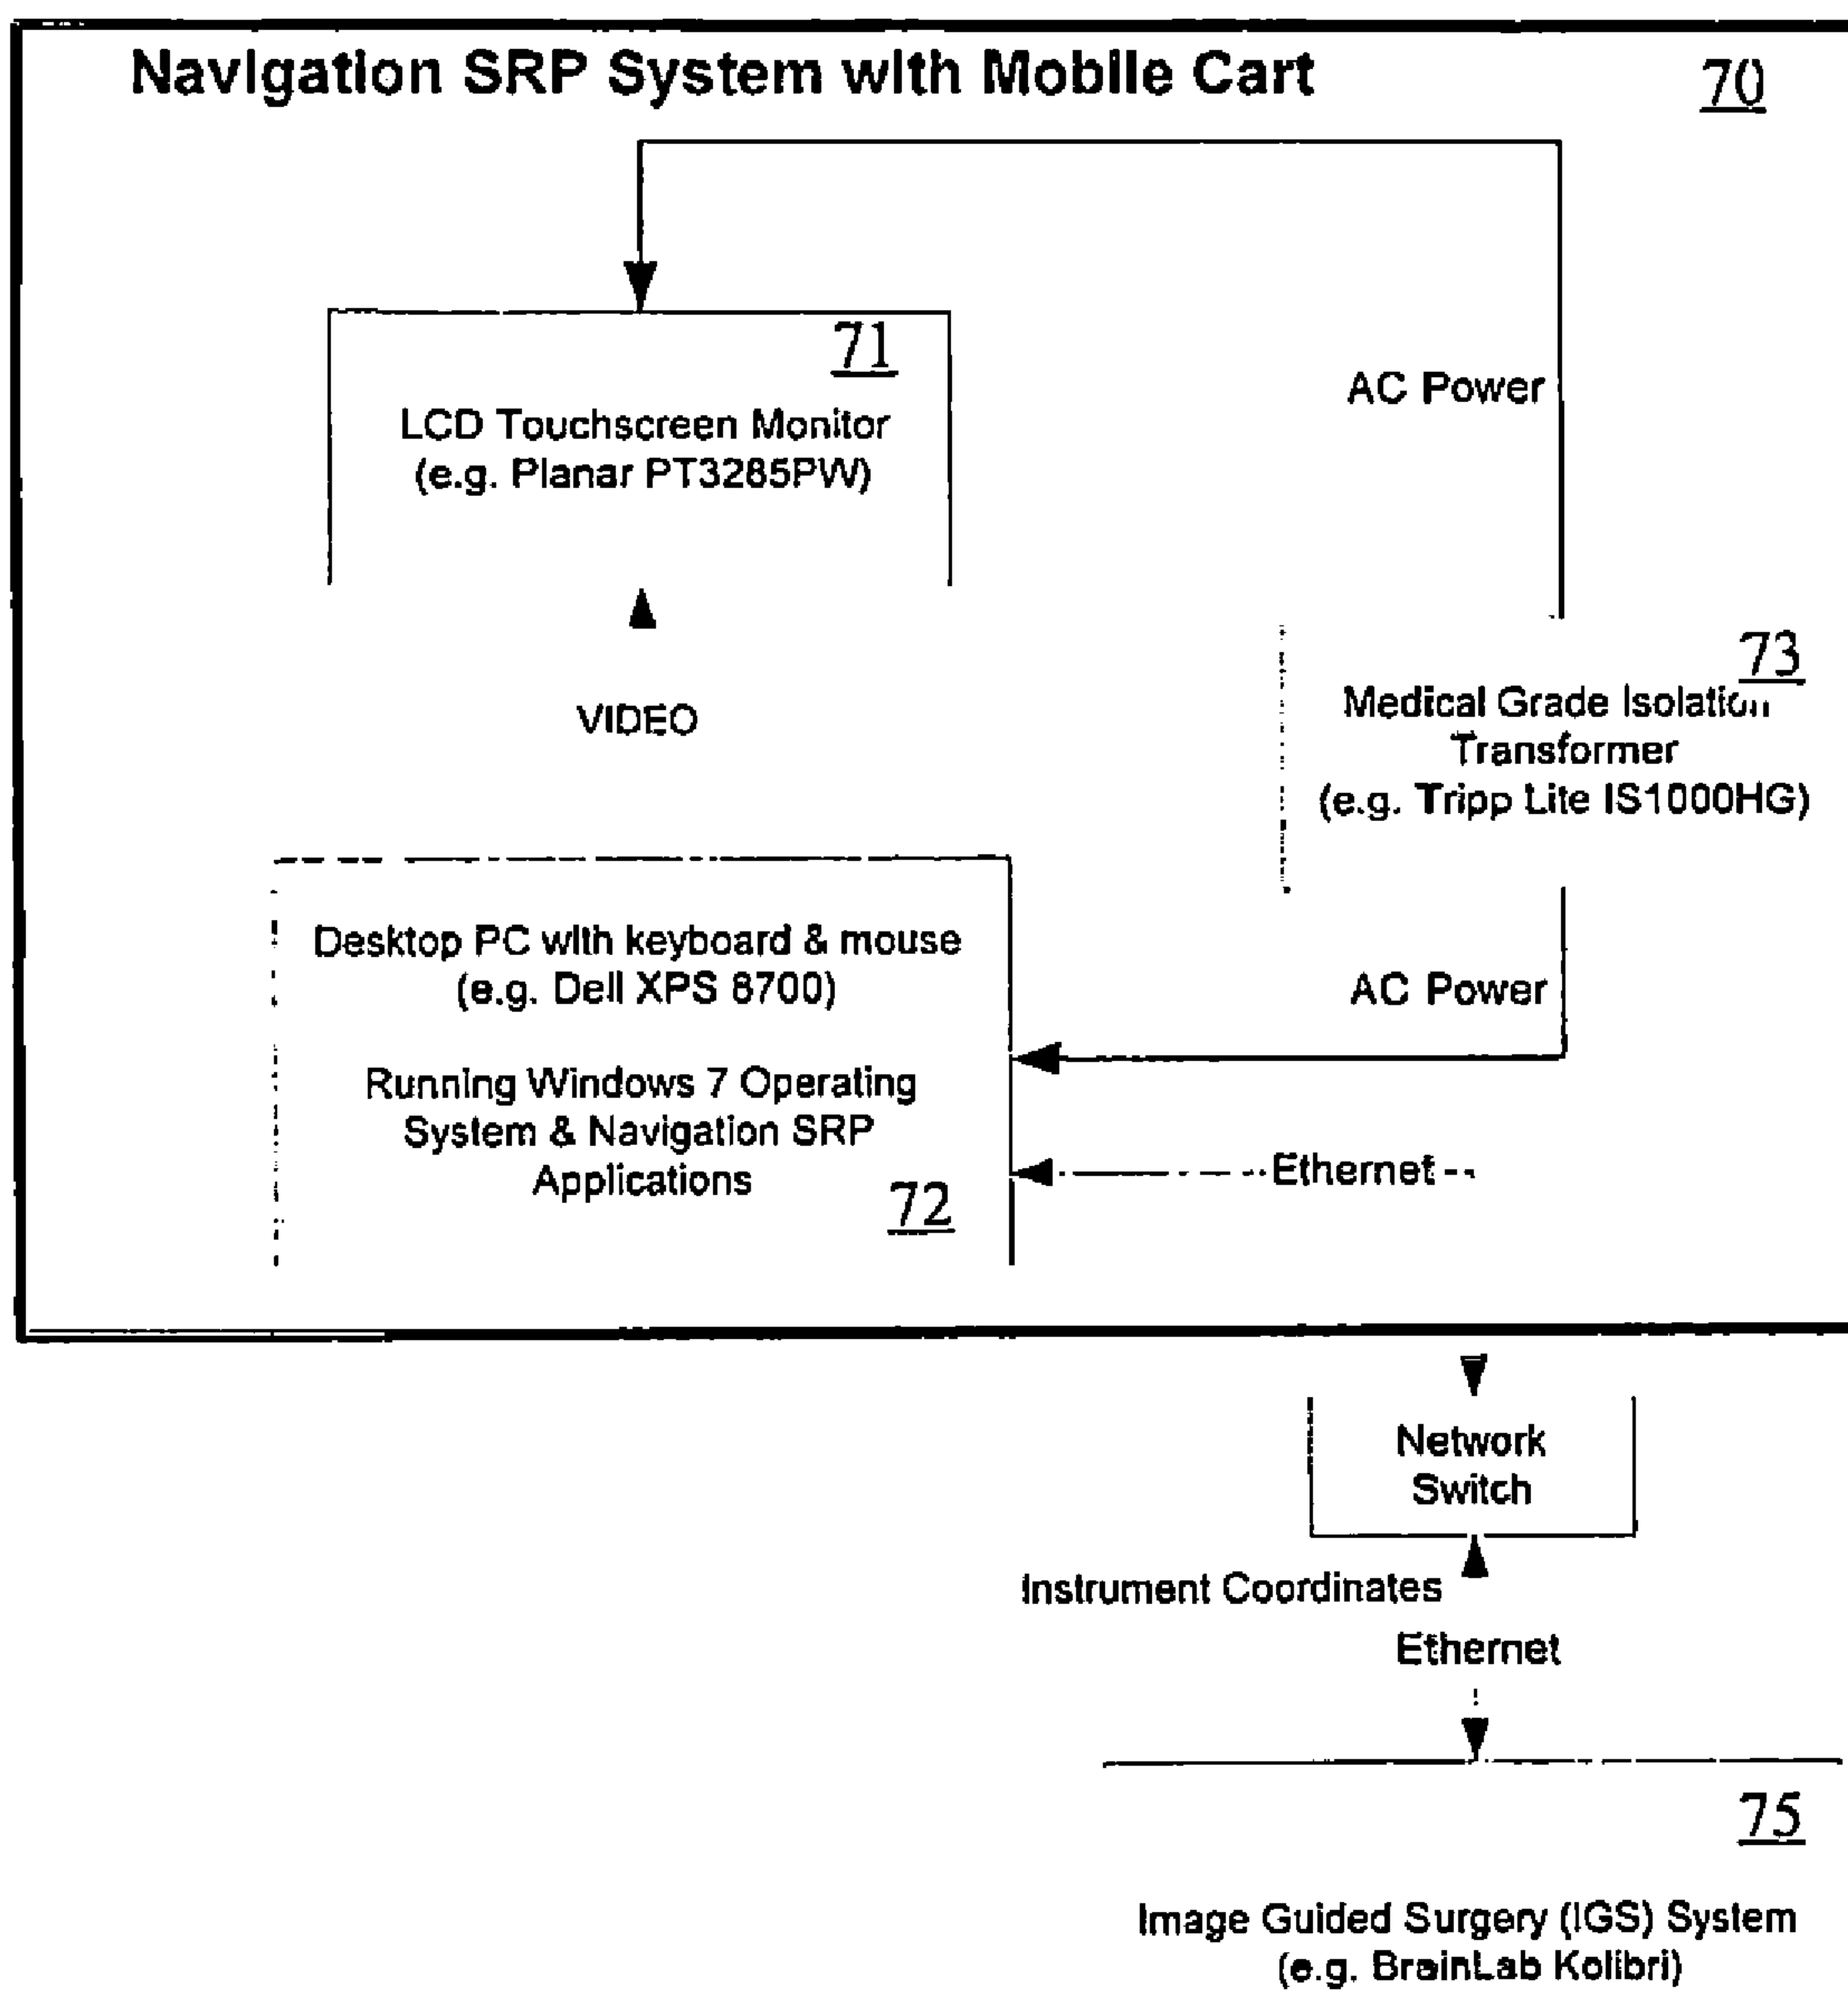 Navigation SRP System with Mobile Cart
70
71
LCD Touchscreen Monitor
(e.g. Planar PT3285PW)
AC Power
VIDEO
73
Medical Grade Isolation
Transformer
(e.g. Tripp Lite IS1000HG)
Desktop PC with keyboard & mouse
(e.g. Dell XPS 8700)
AC Power
Running Windows 7 Operating
System & Navigation SRP
Applications
72
Ethernet
Network
Switch
Instrument Coordinates
Ethernet
75
Image Guided Surgery (IGS) System
(e.g. BrainLab Kolibri)